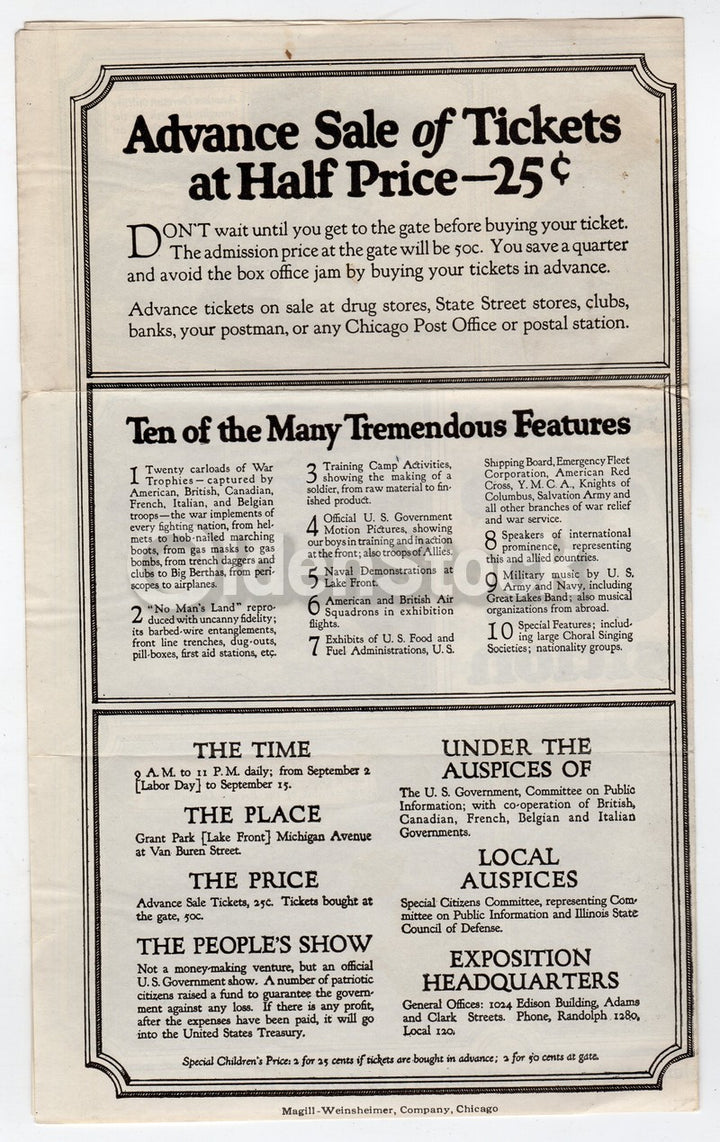 Advance Sale of Tickets
at Half Price—25¢
DON'T wait until you get to the gate before buying your ticket.
The admission price at the gate will be 50c. You save a quarter
and avoid the box office jam by buying your tickets in advance.
Advance tickets on sale at drug stores, State Street stores, clubs,
banks, your postman, or any Chicago Post Office or postal station.
Ten of the Many Tremendous Features
1 Twenty carloads of War
Trophies—captured by
American, British, Canadian,
French, Italian, and Belgian
troops—the war implements of
every fighting nation, from hel-
mets to hob-nailed marching
boots, from gas masks to gas
bombs, from trench daggers and
clubs to Big Berthas, from peri-
scopes to airplanes.
2 "No Man's Land" repro-
duced with uncanny fidelity;
its barbed-wire entanglements,
front line trenches, dug-outs,
pill-boxes, first aid stations, etc.
3 Training Camp Activities,
showing the making of a
soldier, from raw material to fin-
ished product.
4 Official U. S. Government
Motion Pictures, showing
our boys in training and in action
at the front; also troops of Allies.
5 Naval Demonstrations at
Lake Front.
6 American and British Air
Squadrons in exhibition
flights.
7 Exhibits of U. S. Food and
Fuel Administrations, U. S.
Shipping Board, Emergency Fleet
Corporation, American Red
Cross, Y. M. C. A., Knights of
Columbus, Salvation Army and
all other branches of war relief
and war service.
8 Speakers of international
prominence, representing
this and allied countries.
9 Military music by U. S.
Army and Navy, including
Great Lakes Band; also musical
organizations from abroad.
10 Special Features; includ-
ing large Choral Singing
Societies; nationality groups.
THE TIME
9 A. M. to 11 P. M. daily; from September 2
[Labor Day] to September 15.
THE PLACE
Grant Park [Lake Front] Michigan Avenue
at Van Buren Street.
THE PRICE
Advance Sale Tickets, 25c. Tickets bought at
the gate, 50c.
THE PEOPLE'S SHOW
Not a money-making venture, but an official
U. S. Government show. A number of patriotic
citizens raised a fund to guarantee the govern-
ment against any loss. If there is any profit,
after the expenses have been paid, it will go
into the United States Treasury.
UNDER THE
AUSPICES OF
The U. S. Government, Committee on Public
Information; with co-operation of British,
Canadian, French, Belgian and Italian
Governments.
LOCAL
AUSPICES
Special Citizens Committee, representing Com-
mittee on Public Information and Illinois State
Council of Defense.
EXPOSITION
HEADQUARTERS
General Offices: 1024 Edison Building, Adams
and Clark Streets. Phone, Randolph 1280,
Local 120.
Special Children's Price: 2 for 25 cents if tickets are bought in advance; 2 for 50 cents at gate.
Magill-Weinsheimer, Company, Chicago